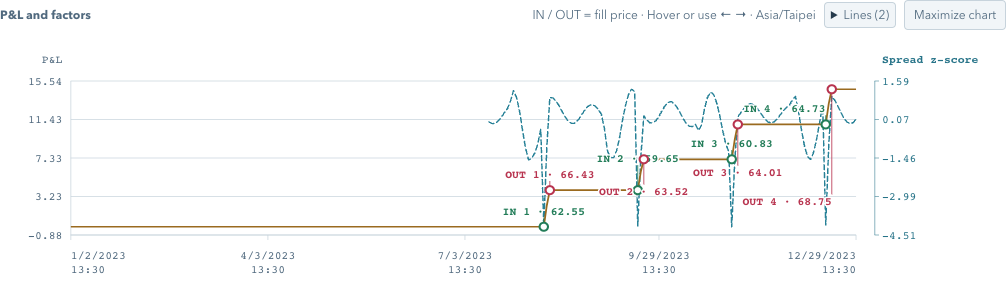 P&L and factors
IN / OUT = fill price · Hover or use ← → · Asia/Taipei
▶ Lines (2)
Maximize chart
P&L
Spread z-score
15.54
11.43
7.33
3.23
-0.88
1.59
0.07
-1.46
-2.99
-4.51
IN 1 · 62.55
OUT 1 · 66.43
IN 2 · 59.65
OUT 2 · 63.52
IN 3 · 60.83
OUT 3 · 64.01
IN 4 · 64.73
OUT 4 · 68.75
1/2/2023
13:30
4/3/2023
13:30
7/3/2023
13:30
9/29/2023
13:30
12/29/2023
13:30